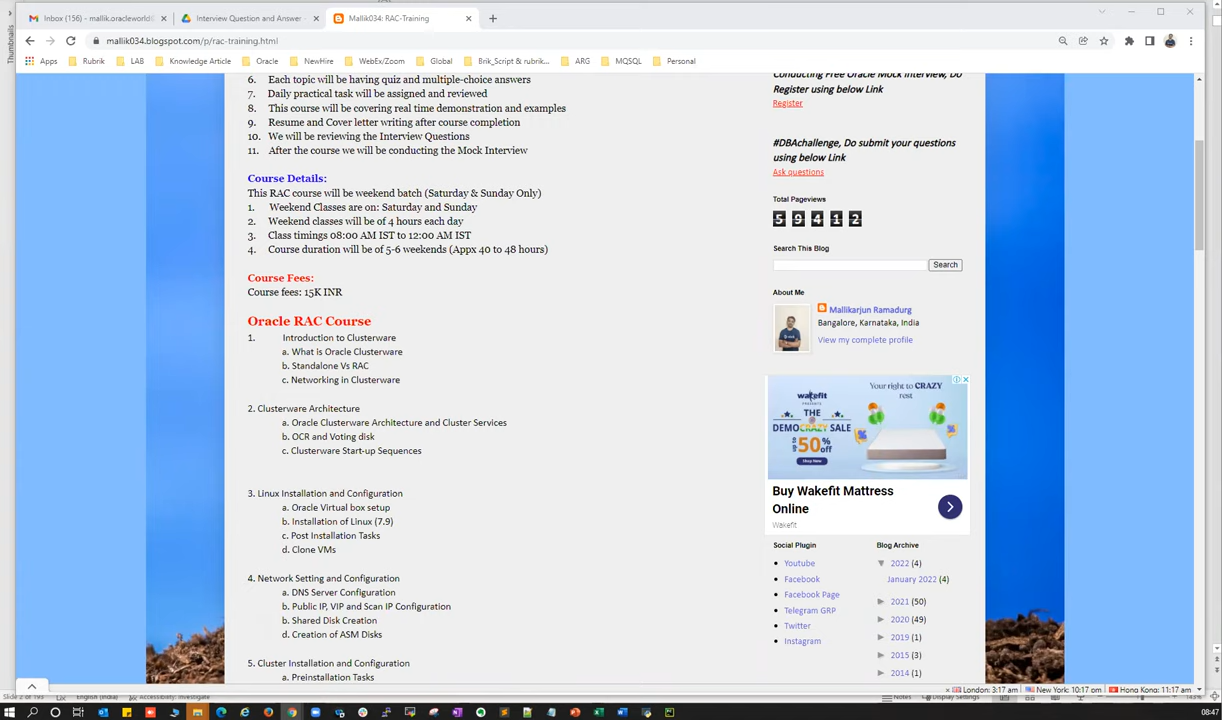 Thumbnails
Inbox (156) - mallik.oracleworld
Interview Question and Answer -
Mallik034: RAC-Training
mallik034.blogspot.com/p/rac-training.html
Apps
Rubrik
LAB
Knowledge Article
Oracle
NewHire
WebEx/Zoom
Global
Brik_Script & rubrik...
ARG
MQSQL
Personal
6. Each topic will be having quiz and multiple-choice answers
7. Daily practical task will be assigned and reviewed
8. This course will be covering real time demonstration and examples
9. Resume and Cover letter writing after course completion
10. We will be reviewing the Interview Questions
11. After the course we will be conducting the Mock Interview
Course Details:
This RAC course will be weekend batch (Saturday & Sunday Only)
1. Weekend Classes are on: Saturday and Sunday
2. Weekend classes will be of 4 hours each day
3. Class timings 08:00 AM IST to 12:00 AM IST
4. Course duration will be of 5-6 weekends (Appx 40 to 48 hours)
Course Fees:
Course fees: 15K INR
Oracle RAC Course
1. Introduction to Clusterware
a. What is Oracle Clusterware
b. Standalone Vs RAC
c. Networking in Clusterware
2. Clusterware Architecture
a. Oracle Clusterware Architecture and Cluster Services
b. OCR and Voting disk
c. Clusterware Start-up Sequences
3. Linux Installation and Configuration
a. Oracle Virtual box setup
b. Installation of Linux (7.9)
c. Post Installation Tasks
d. Clone VMs
4. Network Setting and Configuration
a. DNS Server Configuration
b. Public IP, VIP and Scan IP Configuration
b. Shared Disk Creation
d. Creation of ASM Disks
5. Cluster Installation and Configuration
a. Preinstallation Tasks
Conducting Free Oracle Mock Interview, Do
Register using below Link
Register
#DBAchallenge, Do submit your questions
using below Link
Ask questions
Total Pageviews
5 9 4 1 2
Search This Blog
Search
About Me
Mallikarjun Ramadurg
Bangalore, Karnataka, India
View my complete profile
wakefit
PRESENTS
THE
DEMOCRAZY SALE
50%
off
Shop Now
Your right to CRAZY
rest
Buy Wakefit Mattress
Online
Wakefit
Social Plugin
Youtube
Facebook
Facebook Page
Telegram GRP
Twitter
Instagram
Blog Archive
2022 (4)
January 2022 (4)
2021 (50)
2020 (49)
2019 (1)
2015 (3)
2014 (1)
London: 3:17 am
New York: 10:17 pm
Hong Kong: 11:17 am
Slide 2 of 193
English (India)
Accessibility: Investigate
Notes
Display Settings
143%
08:47